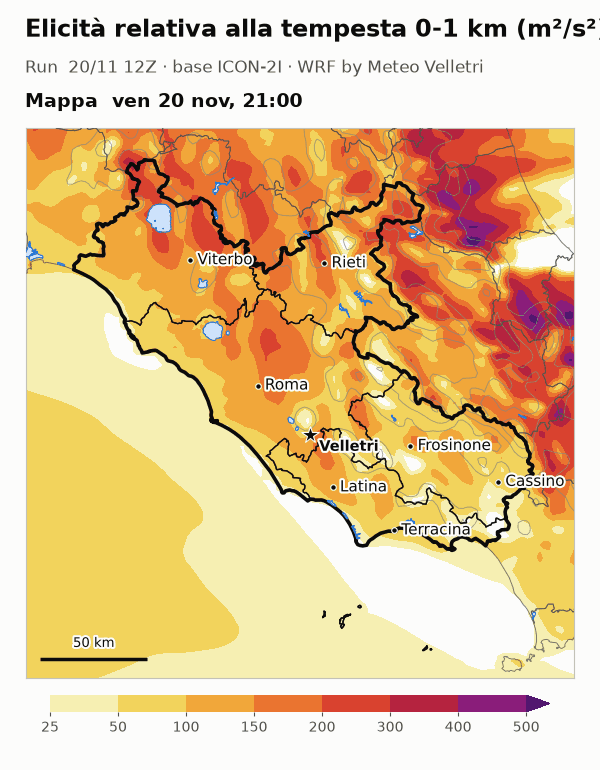 Elicità relativa alla tempesta 0-1 km (m²/s²)
Run 20/11 12Z · base ICON-2I · WRF by Meteo Velletri
Mappa ven 20 nov, 21:00
Viterbo
Rieti
Roma
Velletri
Frosinone
Latina
Cassino
Terracina
50 km
25 50 100 150 200 300 400 500